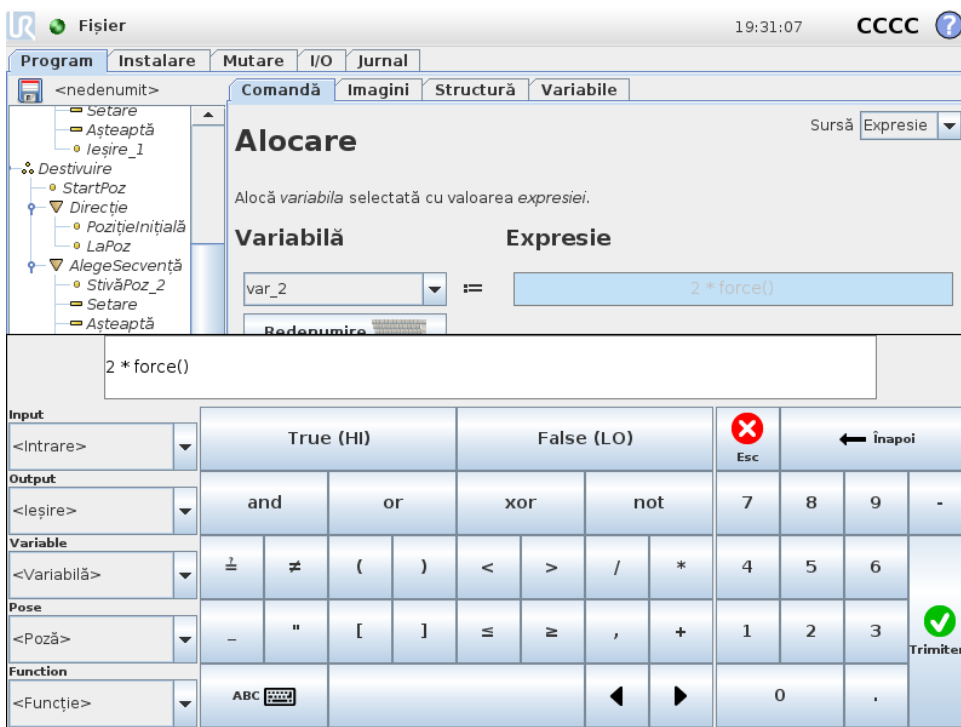 UR Fișier 19:31:07 CCCC ?
Program Instalare Mutare I/O Jurnal
<nedenumit> Comandă Imagini Structură Variabile
Setare
Așteaptă
Ieșire_1
Destivuire
StartPoz
Direcție
PozițieInițială
LaPoz
AlegeSecvență
StivăPoz_2
Setare
Așteaptă
Alocare
Sursă Expresie
Alocă variabila selectată cu valoarea expresiei.
Variabilă Expresie
var_2 := 2 * force()
Redenumire
2 * force()
Input
<Intrare> True (HI) False (LO) Esc Înapoi
Output
<Ieșire> and or xor not 7 8 9 -
Variable
<Variabilă> ≟ ≠ ( ) < > / * 4 5 6
Pose
<Poză> _ " [ ] ≤ ≥ , + 1 2 3 Trimiter
Function
<Funcție> ABC 0 .